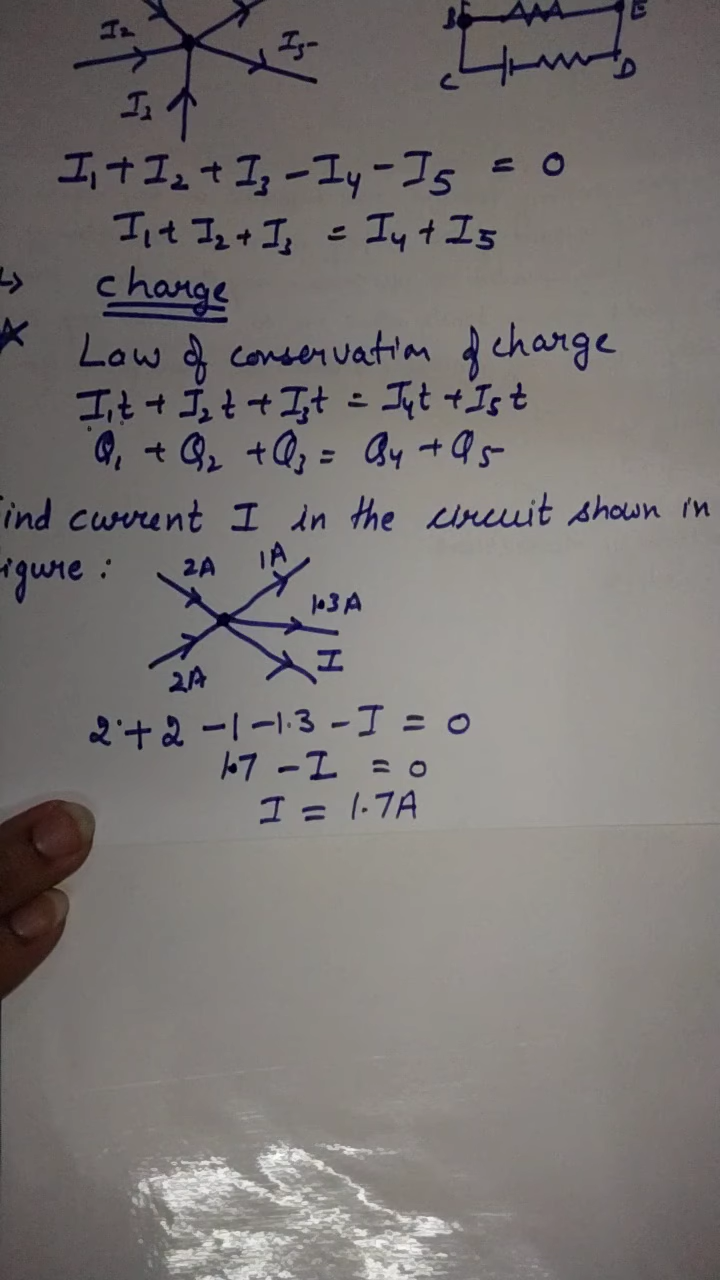 I₂
I₅
I₃
B E
C D
I₁ + I₂ + I₃ - I₄ - I₅ = 0
I₁ + I₂ + I₃ = I₄ + I₅
↳ charge
Law of conservation of charge
I₁t + I₂t + I₃t = I₄t + I₅t
Q₁ + Q₂ + Q₃ = Q₄ + Q₅
ind current I in the circuit shown in
igure :
2A 1A
1.3A
I
2A
2 + 2 - 1 - 1.3 - I = 0
1.7 - I = 0
I = 1.7A